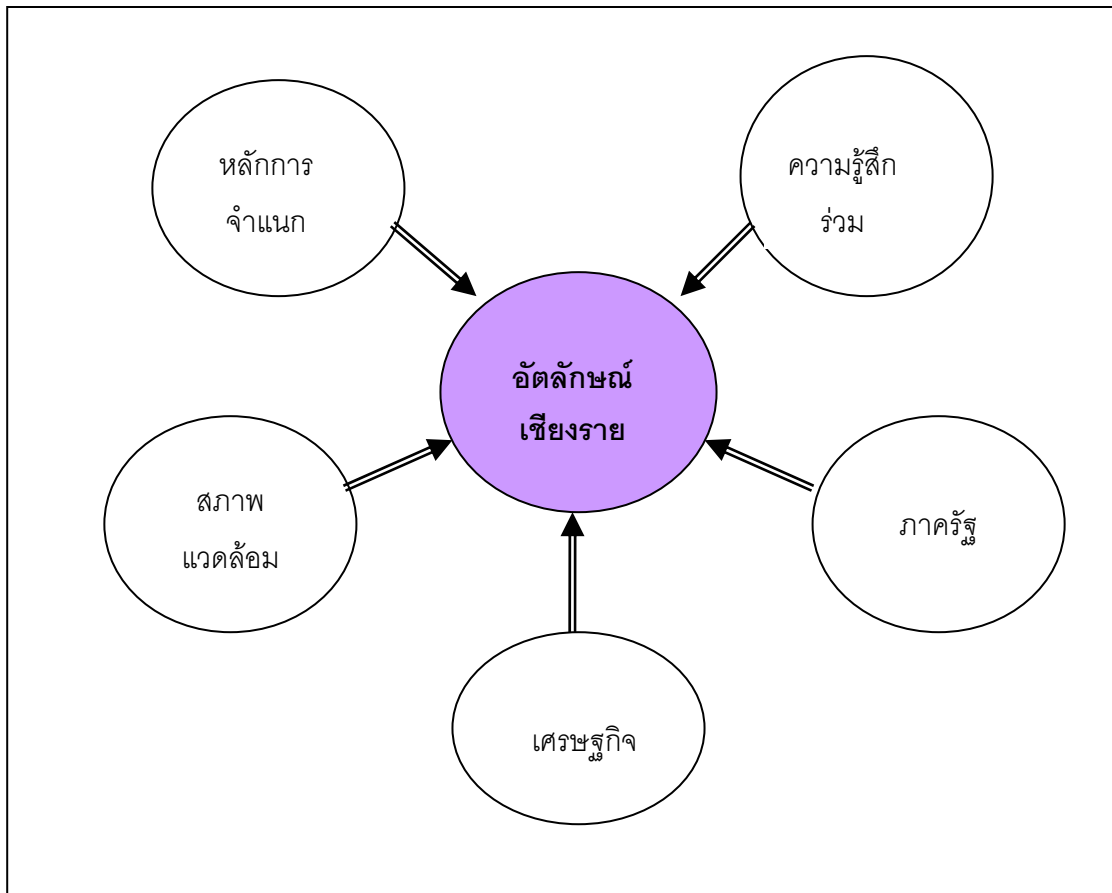 หลักการ
จำแนก
ความรู้สึก
ร่วม
อัตลักษณ์
เชียงราย
สภาพ
แวดล้อม
ภาครัฐ
เศรษฐกิจ